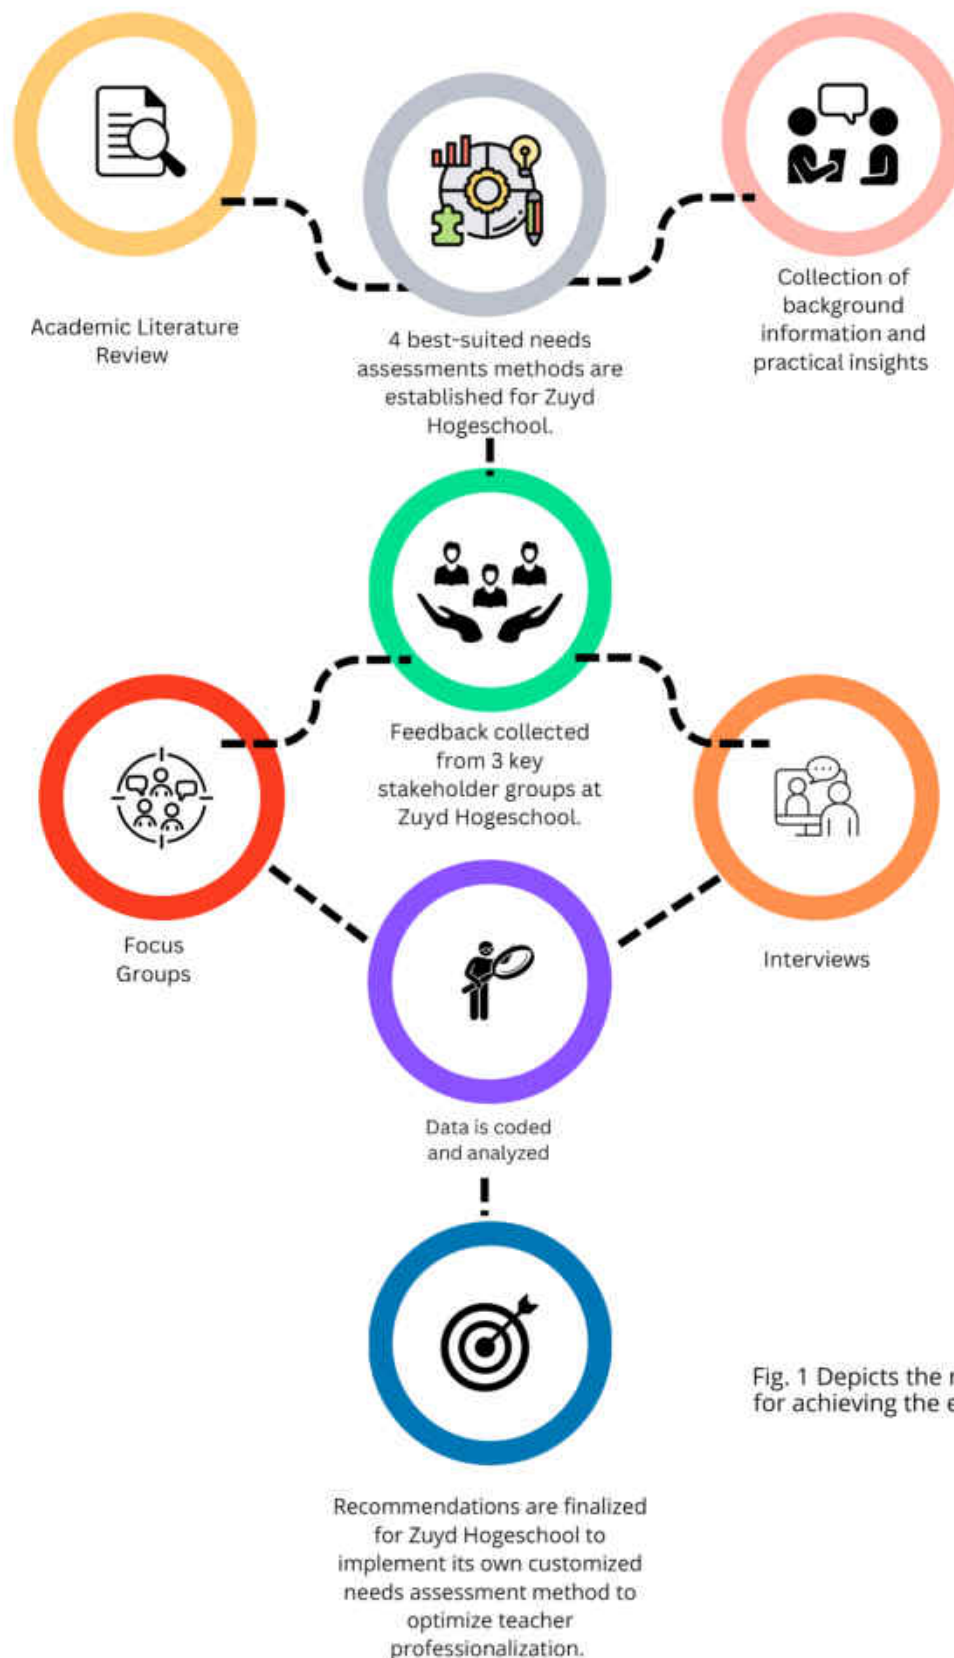 Academic Literature
Review
4 best-suited needs
assessments methods are
established for Zuyd
Hogeschool.
Collection of
background
information and
practical insights
Feedback collected
from 3 key
stakeholder groups at
Zuyd Hogeschool.
Focus
Groups
Interviews
Data is coded
and analyzed
Fig. 1 Depicts the
for achieving the
Recommendations are finalized
for Zuyd Hogeschool to
implement its own customized
needs assessment method to
optimize teacher
professionalization.